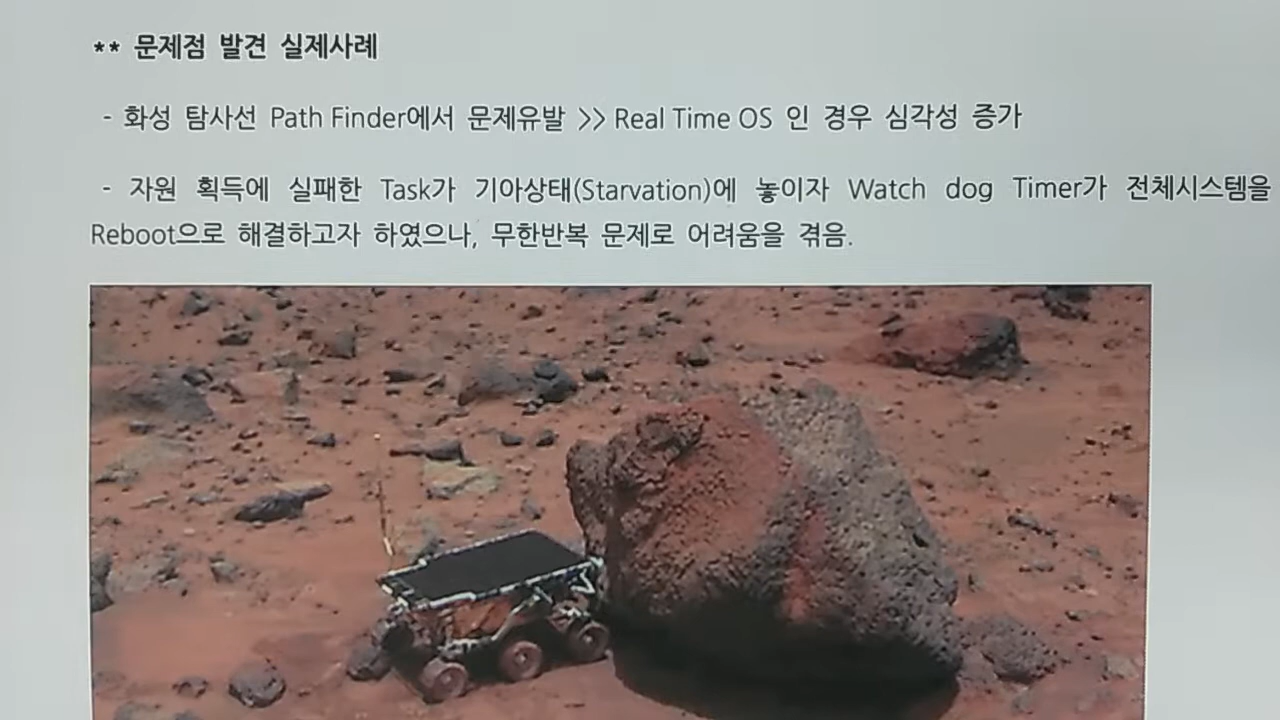 ** 문제점 발견 실제사례
- 화성 탐사선 Path Finder에서 문제유발 >> Real Time OS 인 경우 심각성 증가
- 자원 획득에 실패한 Task가 기아상태(Starvation)에 놓이자 Watch dog Timer가 전체시스템을
Reboot으로 해결하고자 하였으나, 무한반복 문제로 어려움을 겪음.